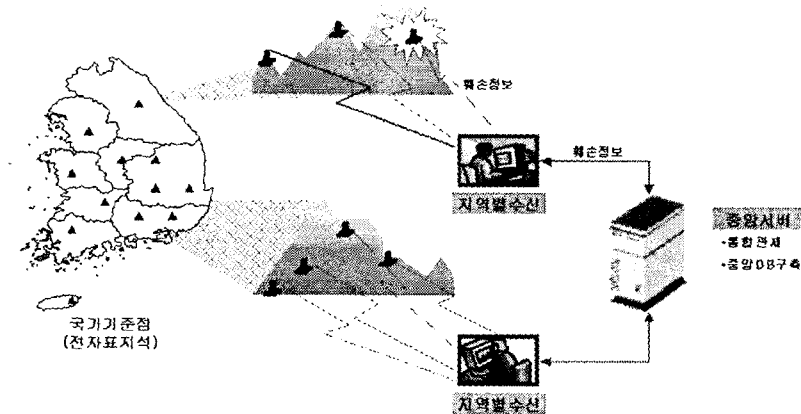 훼손정보
훼손정보
지역별수신
중앙서버
•통합관제
•중앙DB구축
국가기준점
(전자표지석)
지역별수신